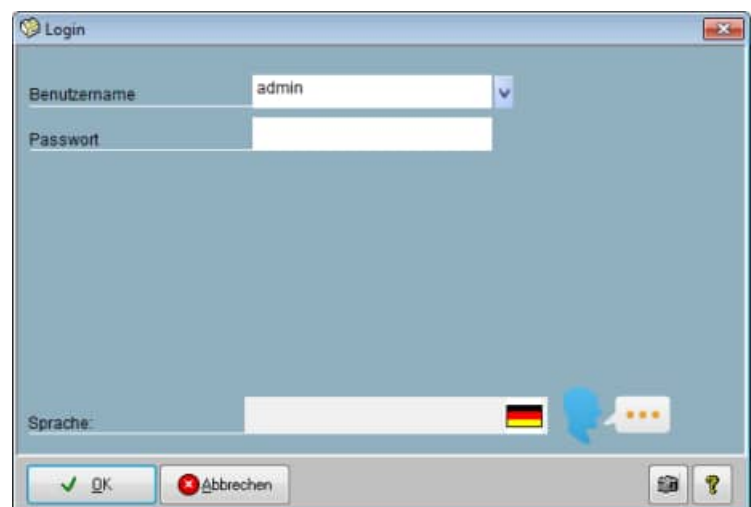 Login
Benutzername
admin
Passwort
Sprache:
OK
Abbrechen